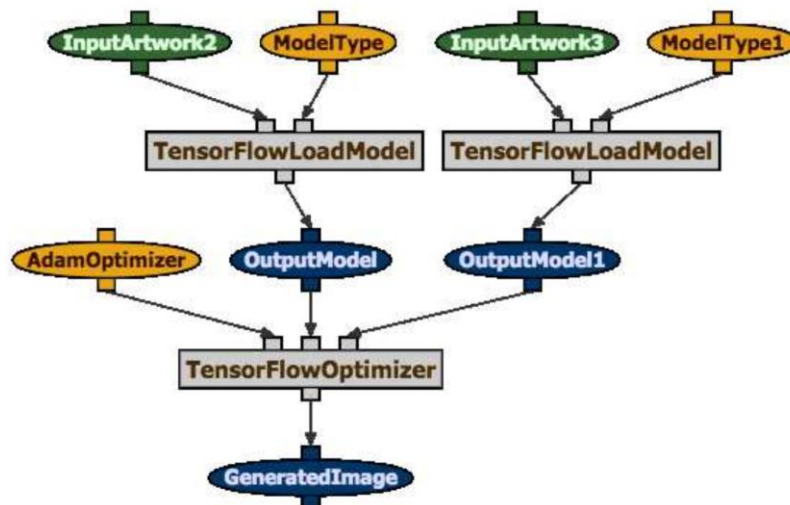 InputArtwork2
ModelType
InputArtwork3
ModelType1
TensorFlowLoadModel
TensorFlowLoadModel
AdamOptimizer
OutputModel
OutputModel1
TensorFlowOptimizer
GeneratedImage